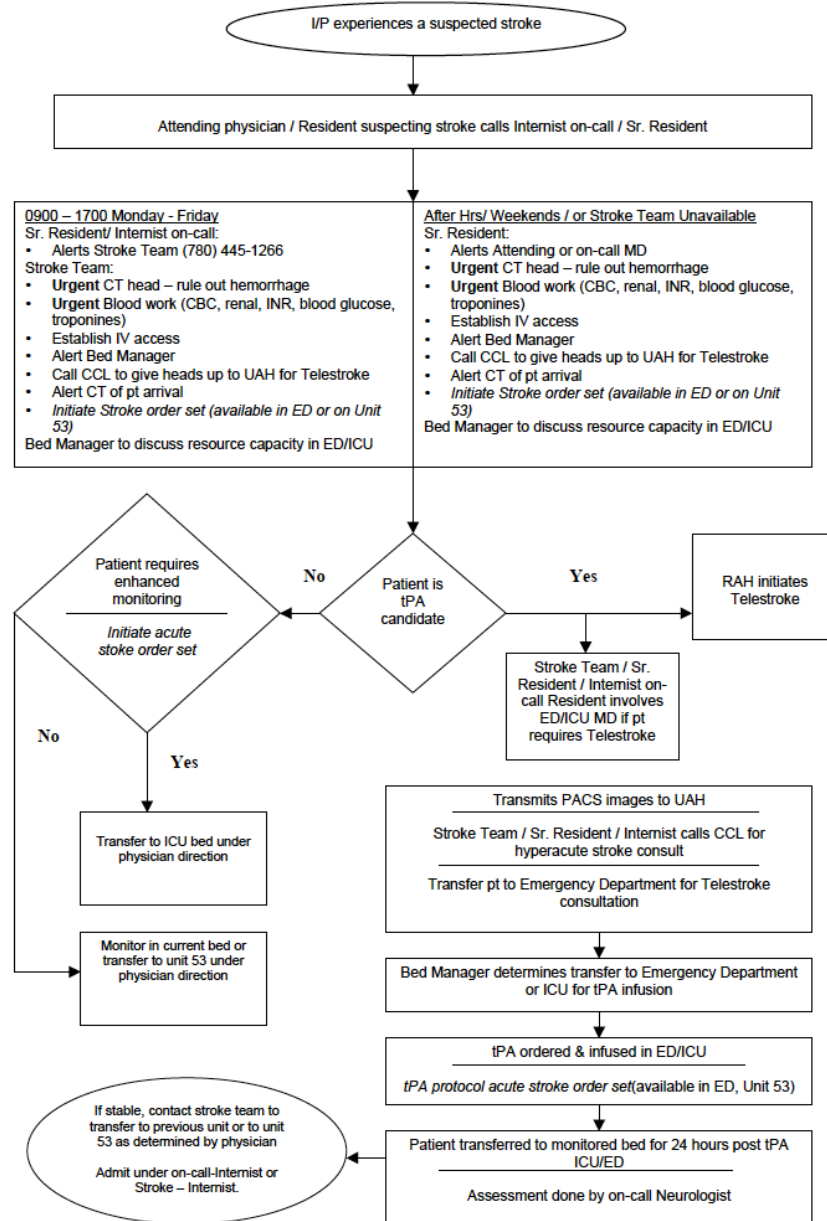 I/P experiences a suspected stroke
Attending physician / Resident suspecting stroke calls Internist on-call / Sr. Resident
0900 – 1700 Monday - Friday
Sr. Resident/ Internist on-call:
• Alerts Stroke Team (780) 445-1266
Stroke Team:
• Urgent CT head – rule out hemorrhage
• Urgent Blood work (CBC, renal, INR, blood glucose,
troponines)
• Establish IV access
• Alert Bed Manager
• Call CCL to give heads up to UAH for Telestroke
• Alert CT of pt arrival
• Initiate Stroke order set (available in ED or on Unit
53)
Bed Manager to discuss resource capacity in ED/ICU
After Hrs/ Weekends / or Stroke Team Unavailable
Sr. Resident:
• Alerts Attending or on-call MD
• Urgent CT head – rule out hemorrhage
• Urgent Blood work (CBC, renal, INR, blood glucose,
troponines)
• Establish IV access
• Alert Bed Manager
• Call CCL to give heads up to UAH for Telestroke
• Alert CT of pt arrival
• Initiate Stroke order set (available in ED or on Unit
53)
Bed Manager to discuss resource capacity in ED/ICU
Patient requires
enhanced
monitoring
Initiate acute
stoke order set
No
Patient is
tPA
candidate
Yes
RAH initiates
Telestroke
Stroke Team / Sr.
Resident / Internist on-
call Resident involves
ED/ICU MD if pt
requires Telestroke
No
Yes
Transfer to ICU bed under
physician direction
Monitor in current bed or
transfer to unit 53 under
physician direction
Transmits PACS images to UAH
Stroke Team / Sr. Resident / Internist calls CCL for
hyperacute stroke consult
Transfer pt to Emergency Department for Telestroke
consultation
Bed Manager determines transfer to Emergency Department
or ICU for tPA infusion
tPA ordered & infused in ED/ICU
tPA protocol acute stroke order set(available in ED, Unit 53)
Patient transferred to monitored bed for 24 hours post tPA
ICU/ED
Assessment done by on-call Neurologist
If stable, contact stroke team to
transfer to previous unit or to unit
53 as determined by physician
Admit under on-call-Internist or
Stroke – Internist.